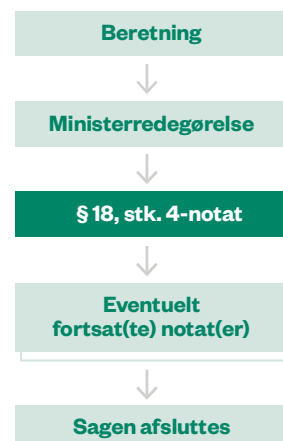 Beretning
Ministerredegørelse
§ 18, stk. 4-notat
Eventuelt
fortsat(te) notat(er)
Sagen afsluttes